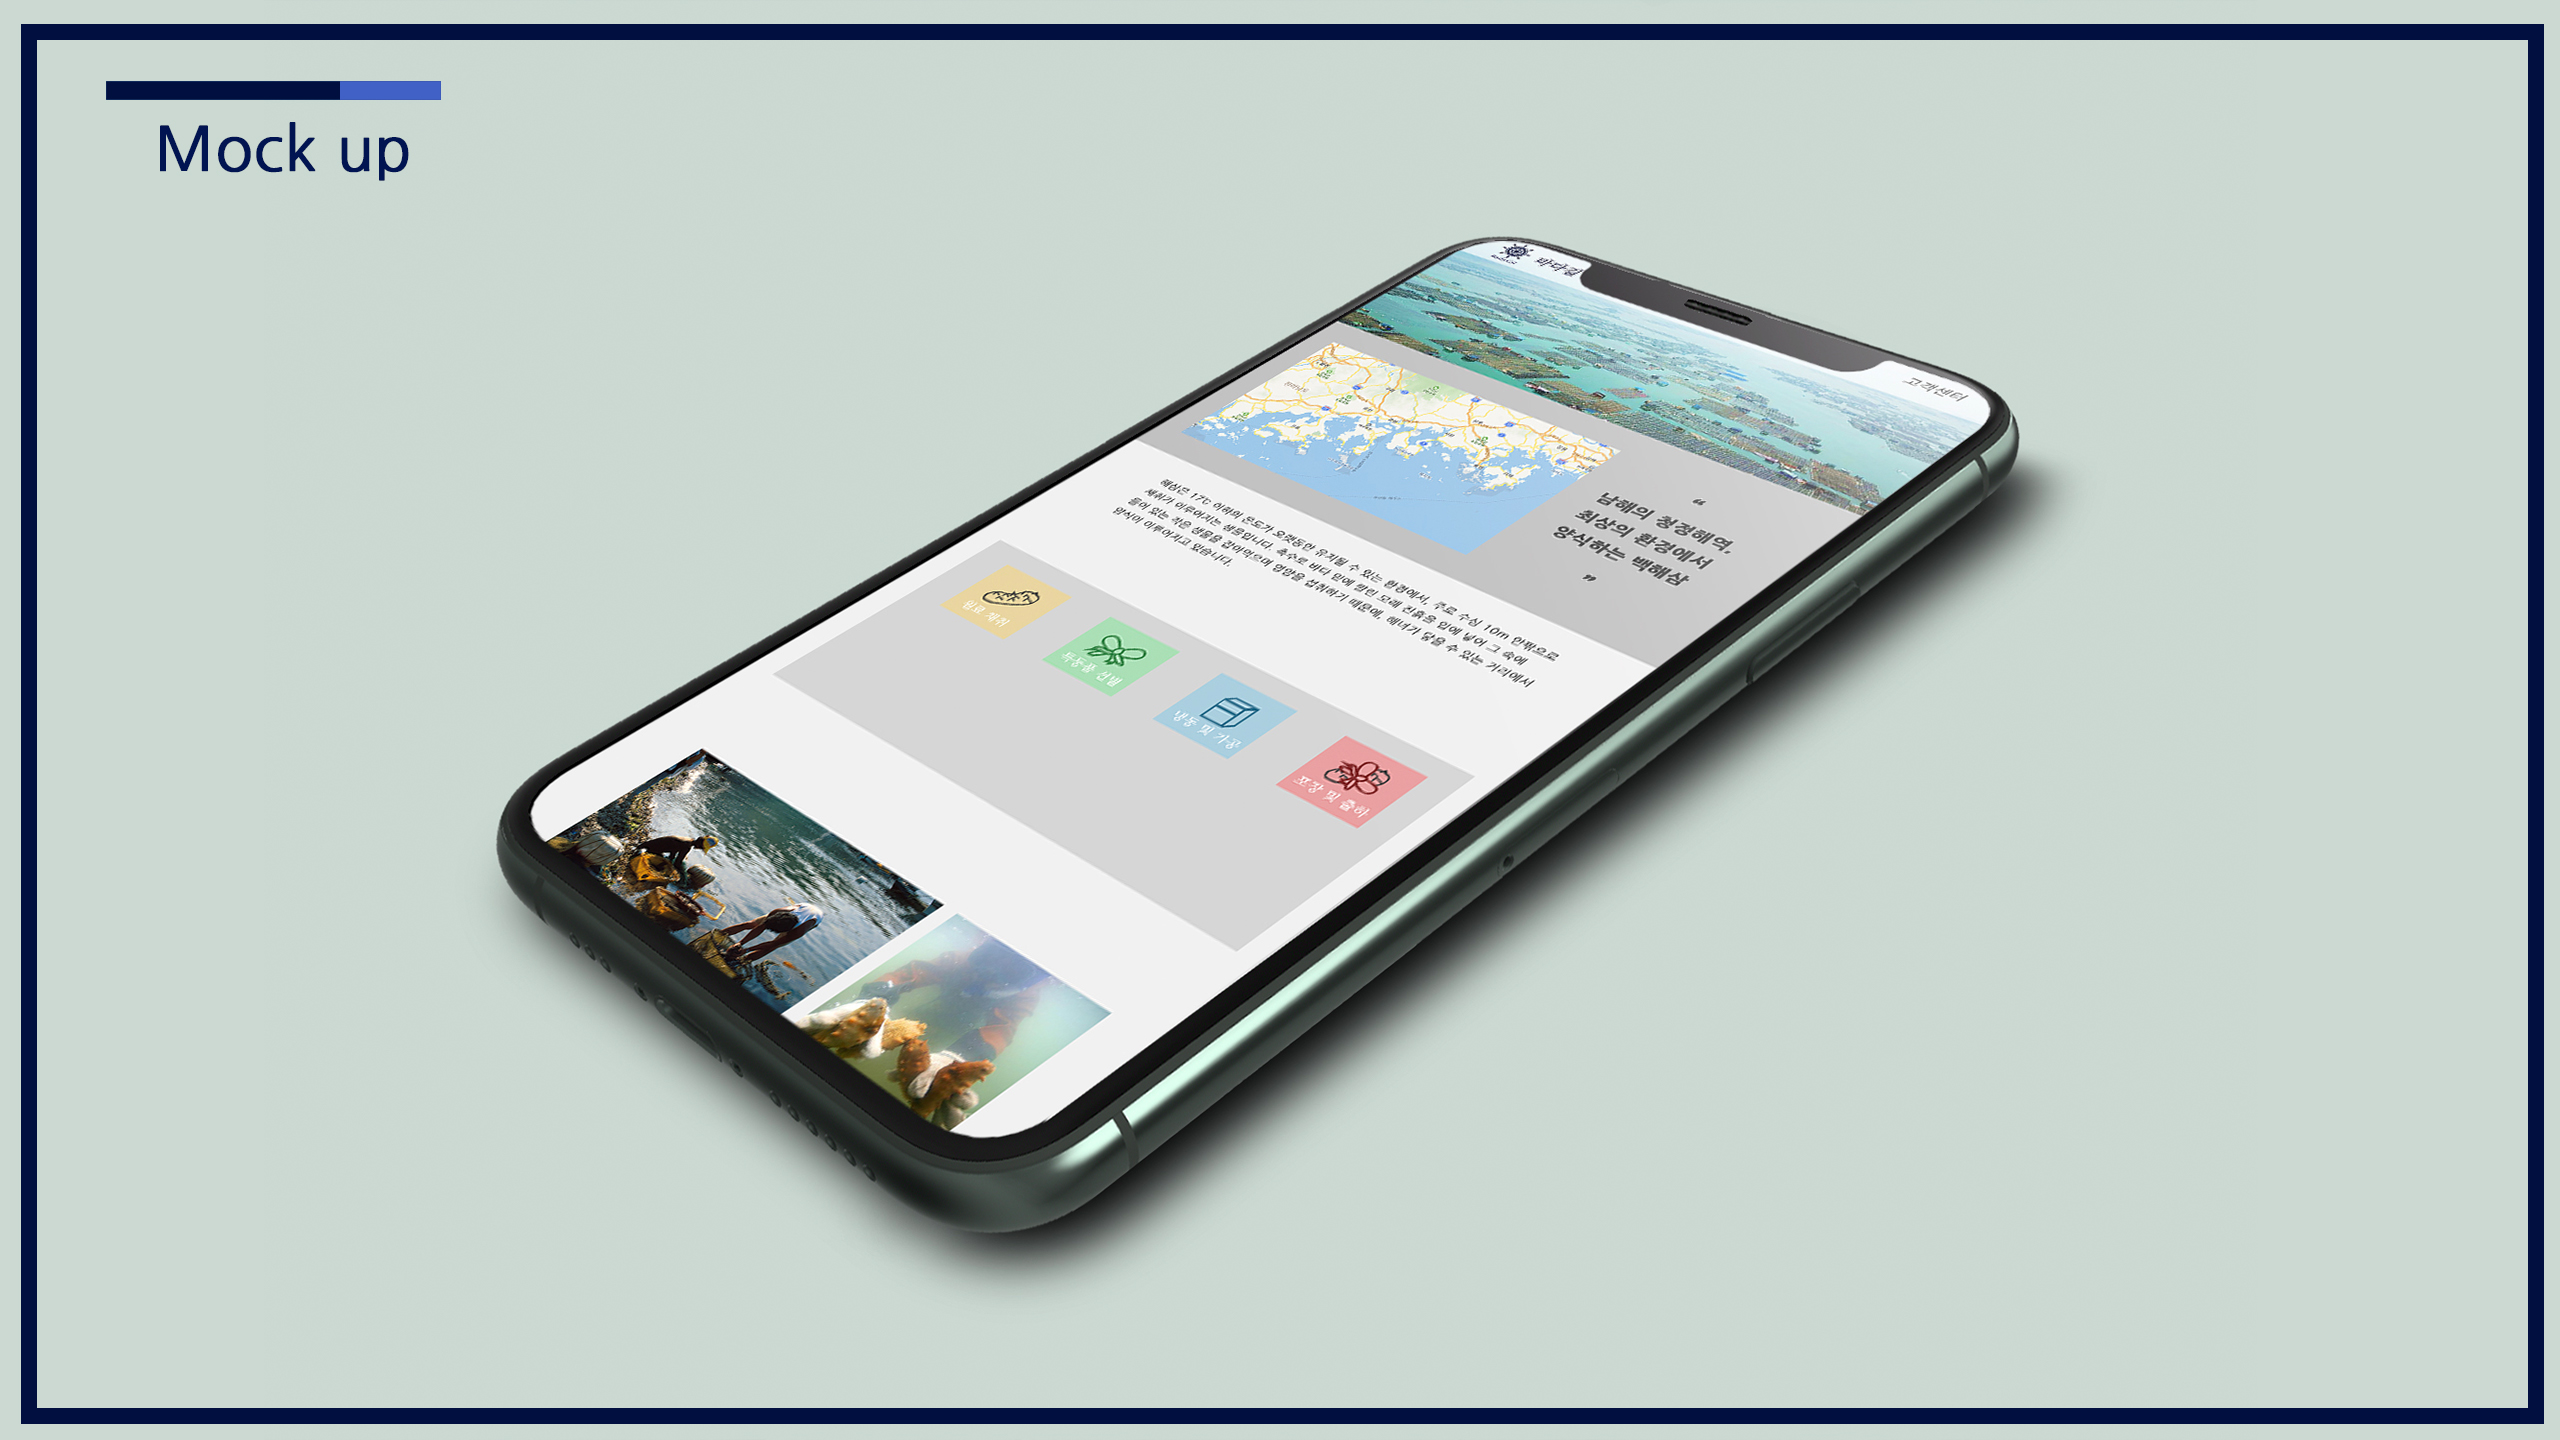 Mock up
바다길
고객센터
“
남해의 청정해역,
최상의 환경에서
양식하는 백해삼
”
해삼은 17℃ 이하의 온도가 오랫동안 유지될 수 있는 환경에서, 주로 수심 10m 안팎으로
채취가 이루어지는 생물입니다. 촉수로 바다 밑에 깔린 모래 진흙을 입에 넣어 그 속에
들어 있는 작은 생물을 잡아먹으며 영양을 섭취하기 때문에, 해녀가 닿을 수 있는 거리에서
양식이 이루어지고 있습니다.
원료 채취
특등품 선별
냉동 및 가공
포장 및 출하